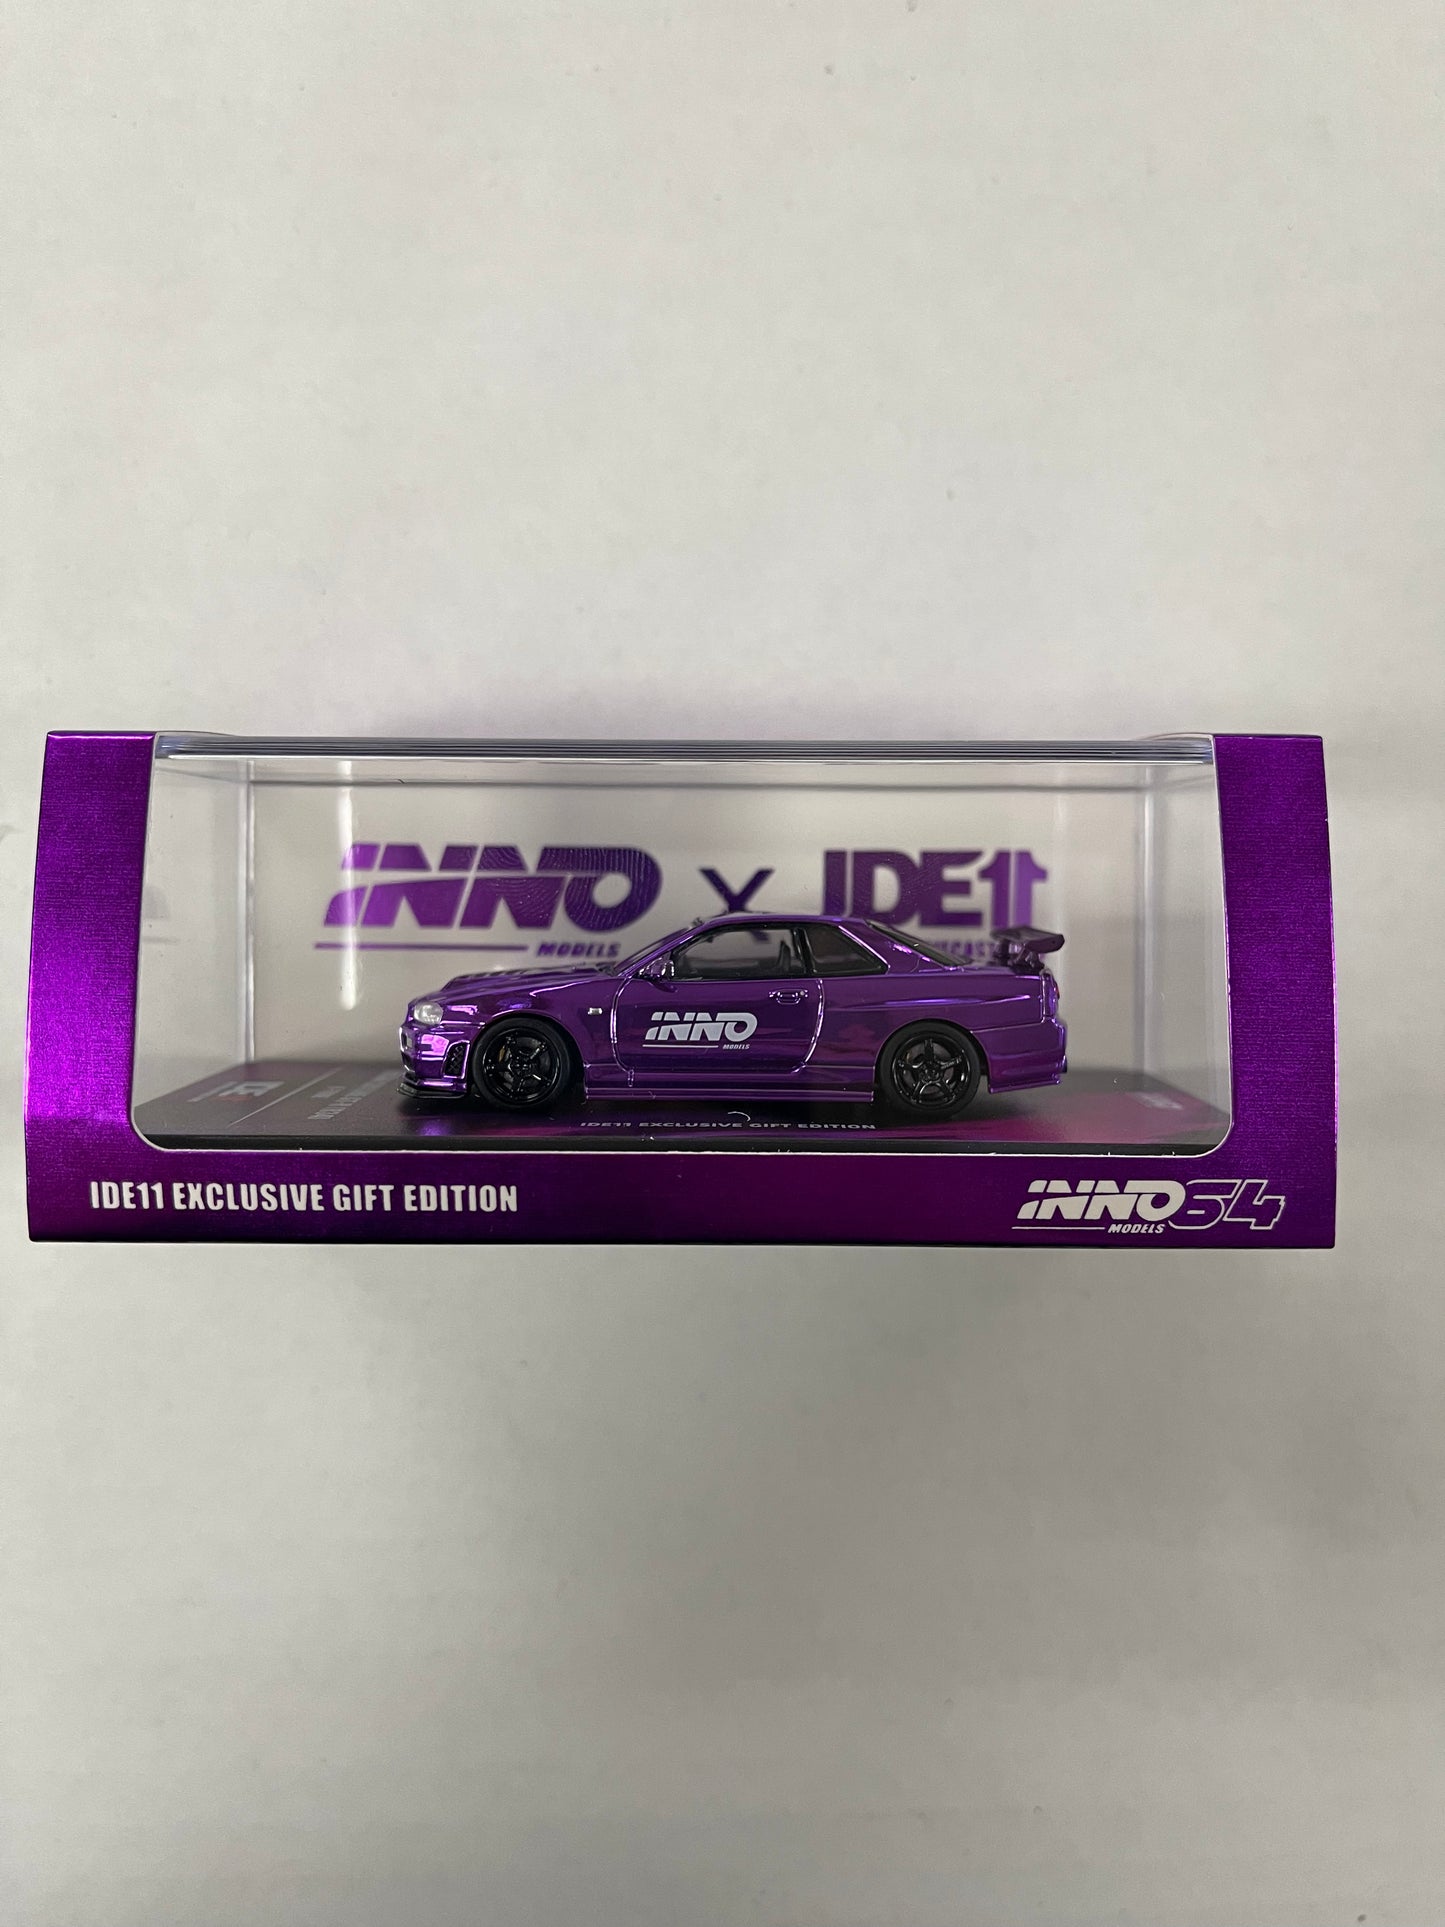 INNO X IDE11
MODELS
INNO
MODELS
IDE11 EXCLUSIVE GIFT EDITION
IDE11 EXCLUSIVE GIFT EDITION
INNO64
MODELS